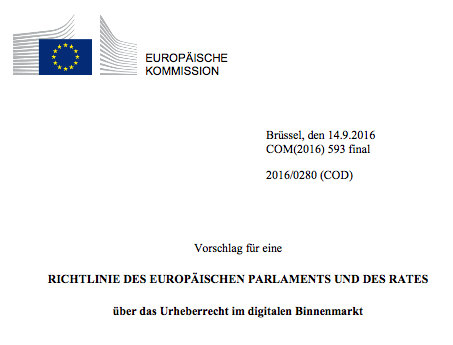 EUROPÄISCHE
KOMMISSION
Brüssel, den 14.9.2016
COM(2016) 593 final
2016/0280 (COD)
Vorschlag für eine
RICHTLINIE DES EUROPÄISCHEN PARLAMENTS UND DES RATES
über das Urheberrecht im digitalen Binnenmarkt